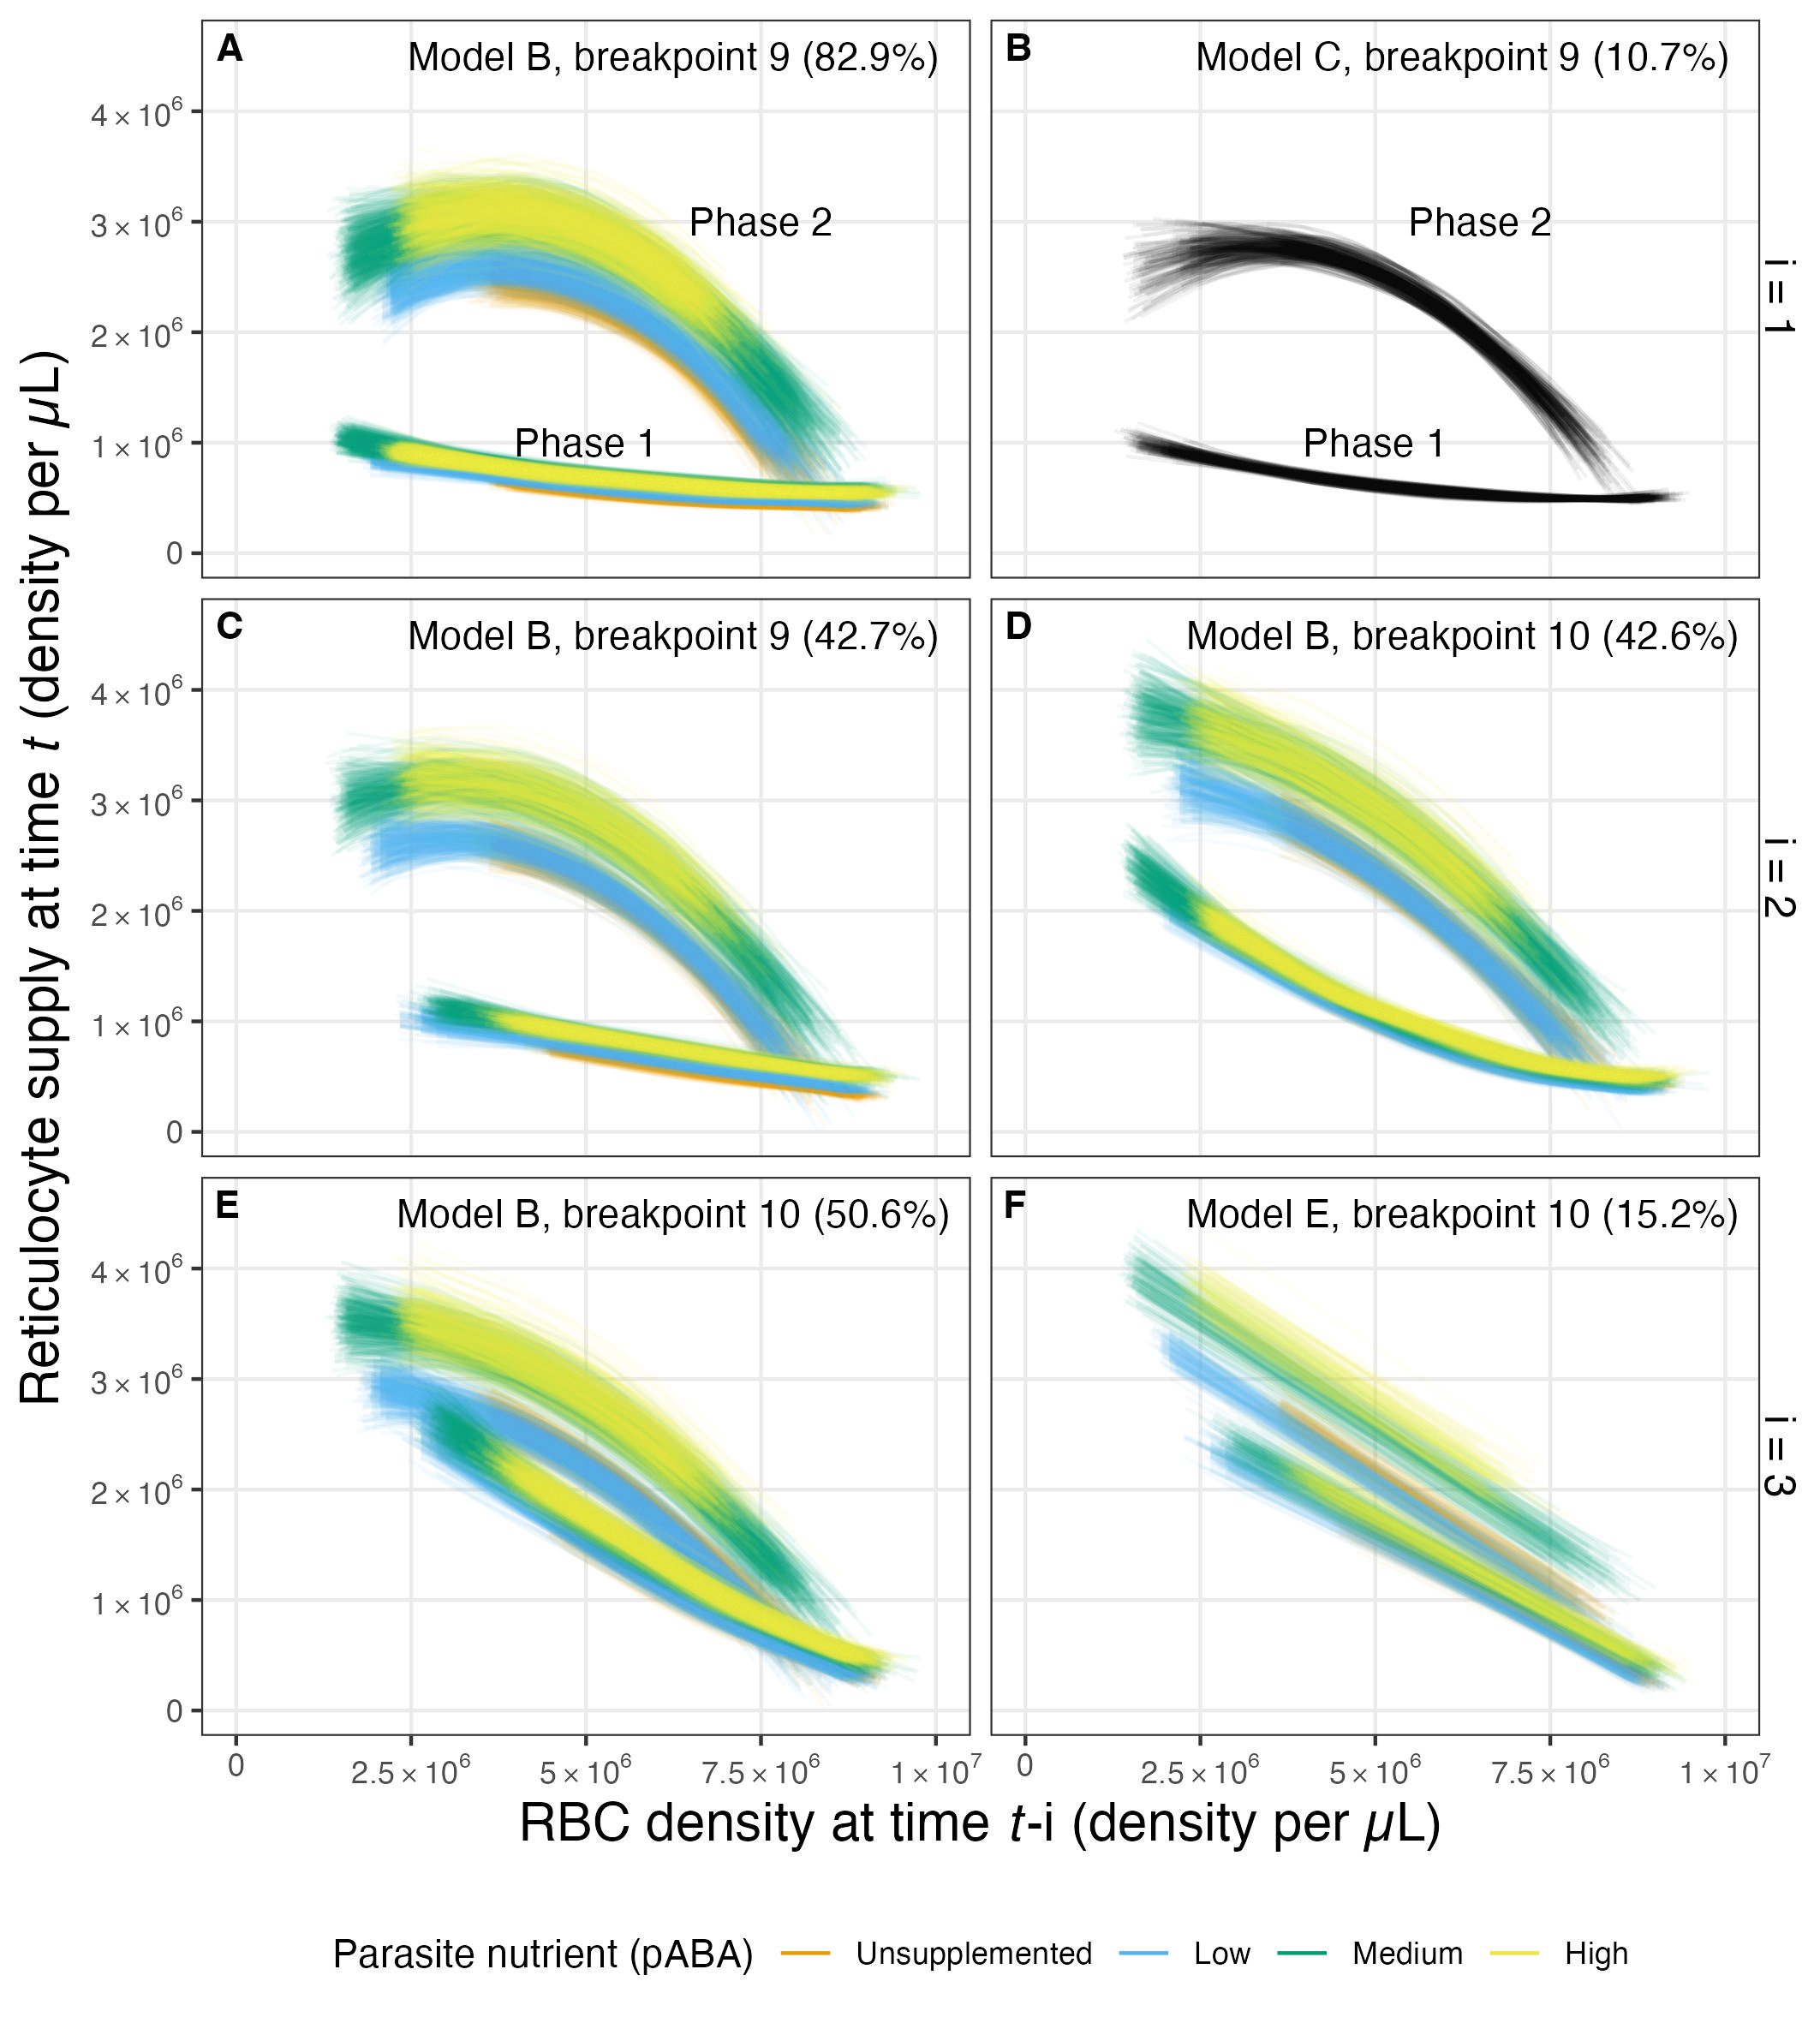 A Model B, breakpoint 9 (82.9%)
B Model C, breakpoint 9 (10.7%)
4×10⁶
3×10⁶
2×10⁶
1×10⁶
0
Phase 2
Phase 1
Phase 2
Phase 1
i = 1
C Model B, breakpoint 9 (42.7%)
D Model B, breakpoint 10 (42.6%)
4×10⁶
3×10⁶
2×10⁶
1×10⁶
0
i = 2
E Model B, breakpoint 10 (50.6%)
F Model E, breakpoint 10 (15.2%)
4×10⁶
3×10⁶
2×10⁶
1×10⁶
0
i = 3
Reticulocyte supply at time t (density per µL)
0 2.5×10⁶ 5×10⁶ 7.5×10⁶ 1×10⁷
0 2.5×10⁶ 5×10⁶ 7.5×10⁶ 1×10⁷
RBC density at time t-i (density per µL)
Parasite nutrient (pABA) Unsupplemented Low Medium High